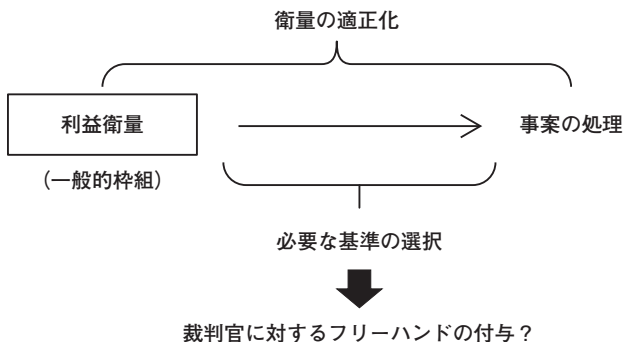 衡量の適正化
利益衡量
事案の処理
（一般的枠組）
必要な基準の選択
裁判官に対するフリーハンドの付与？